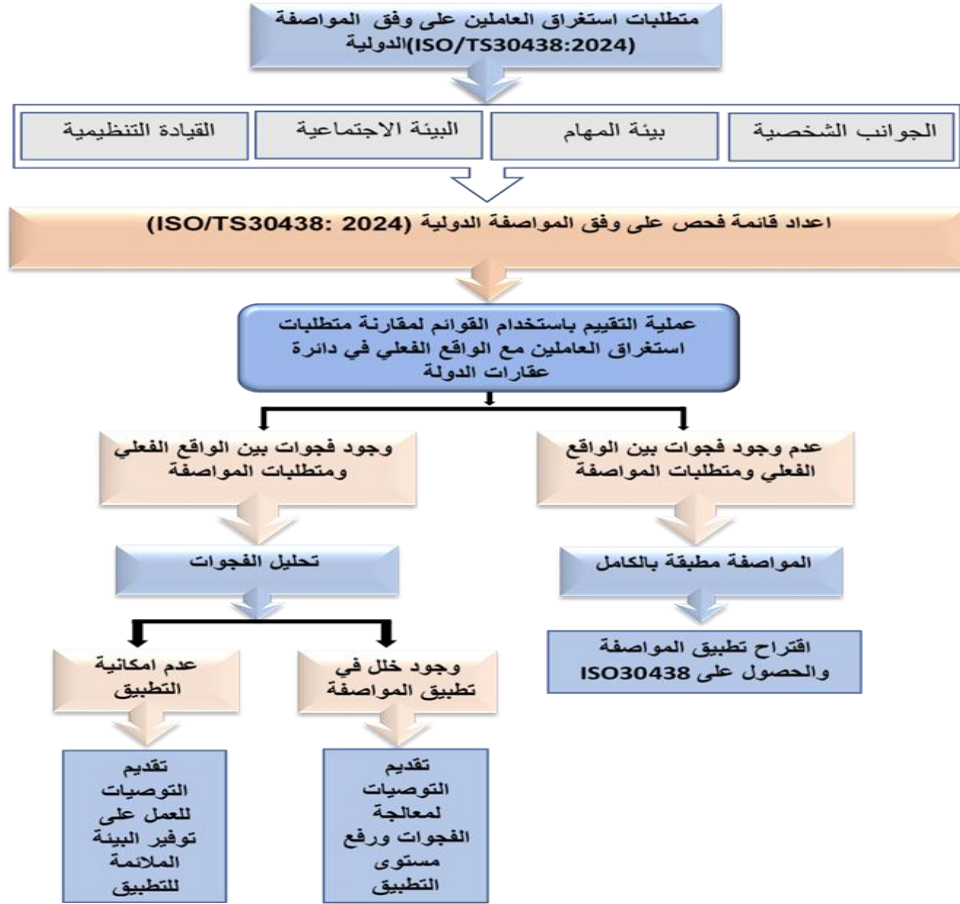 متطلبات استغراق العاملين على وفق المواصفة
الدولية(ISO/TS30438:2024)
الجوانب الشخصية
بيئة المهام
البيئة الاجتماعية
القيادة التنظيمية
اعداد قائمة فحص على وفق المواصفة الدولية (ISO/TS30438: 2024)
عملية التقييم باستخدام القوائم لمقارنة متطلبات
استغراق العاملين مع الواقع الفعلي في دائرة
عقارات الدولة
عدم وجود فجوات بين الواقع
الفعلي ومتطلبات المواصفة
وجود فجوات بين الواقع الفعلي
ومتطلبات المواصفة
المواصفة مطبقة بالكامل
تحليل الفجوات
اقتراح تطبيق المواصفة
والحصول على ISO30438
وجود خلل في
تطبيق المواصفة
عدم امكانية
التطبيق
تقديم
التوصيات
لمعالجة
الفجوات ورفع
مستوى
التطبيق
تقديم
التوصيات
للعمل على
توفير البيئة
الملائمة
للتطبيق